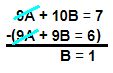 9A + 10B = 7
-(9A + 9B = 6)
B = 1